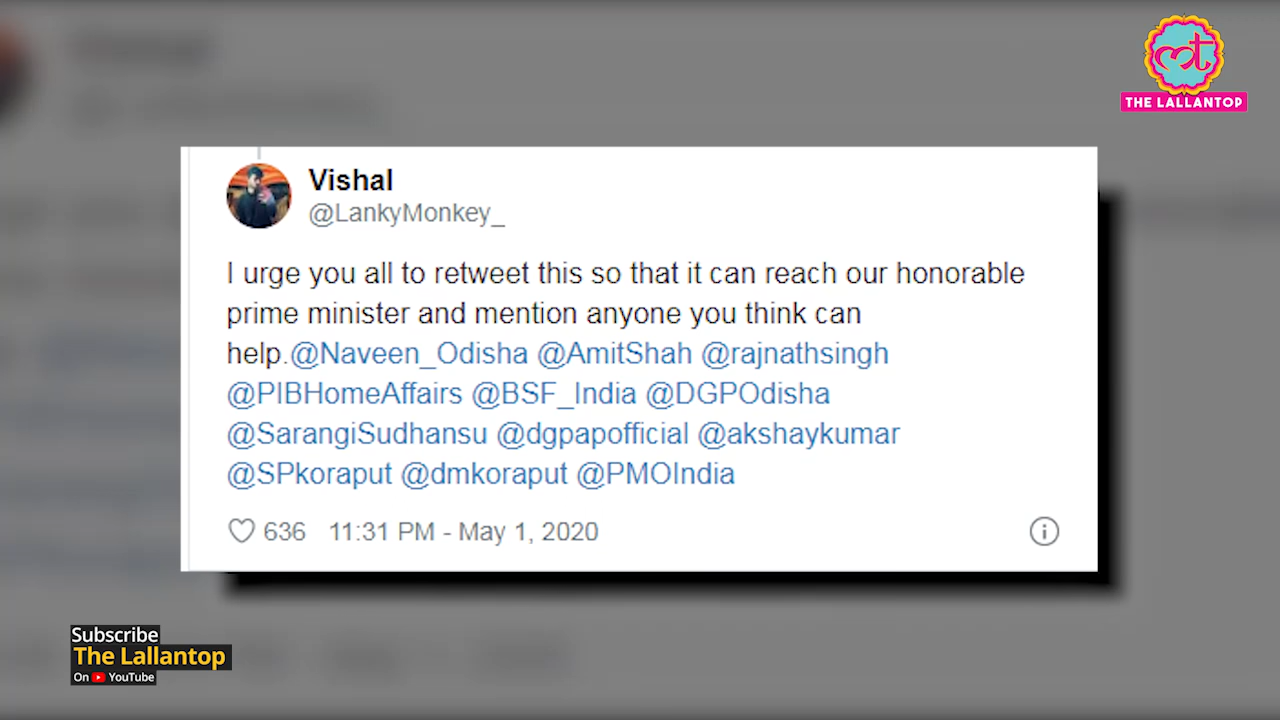 THE LALLANTOP
Vishal
@LankyMonkey_
I urge you all to retweet this so that it can reach our honorable
prime minister and mention anyone you think can
help.@Naveen_Odisha @AmitShah @rajnathsingh
@PIBHomeAffairs @BSF_India @DGPOdisha
@SarangiSudhansu @dgpapofficial @akshaykumar
@SPkoraput @dmkoraput @PMOIndia
636 11:31 PM - May 1, 2020
Subscribe
The Lallantop
On YouTube